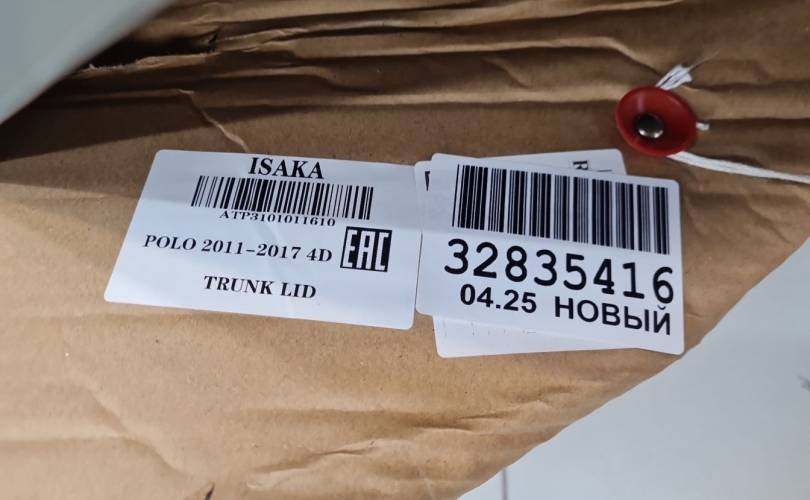 ISAKA
ATP3101011610
POLO 2011-2017 4D EAC
TRUNK LID
32835416
04.25 НОВЫЙ